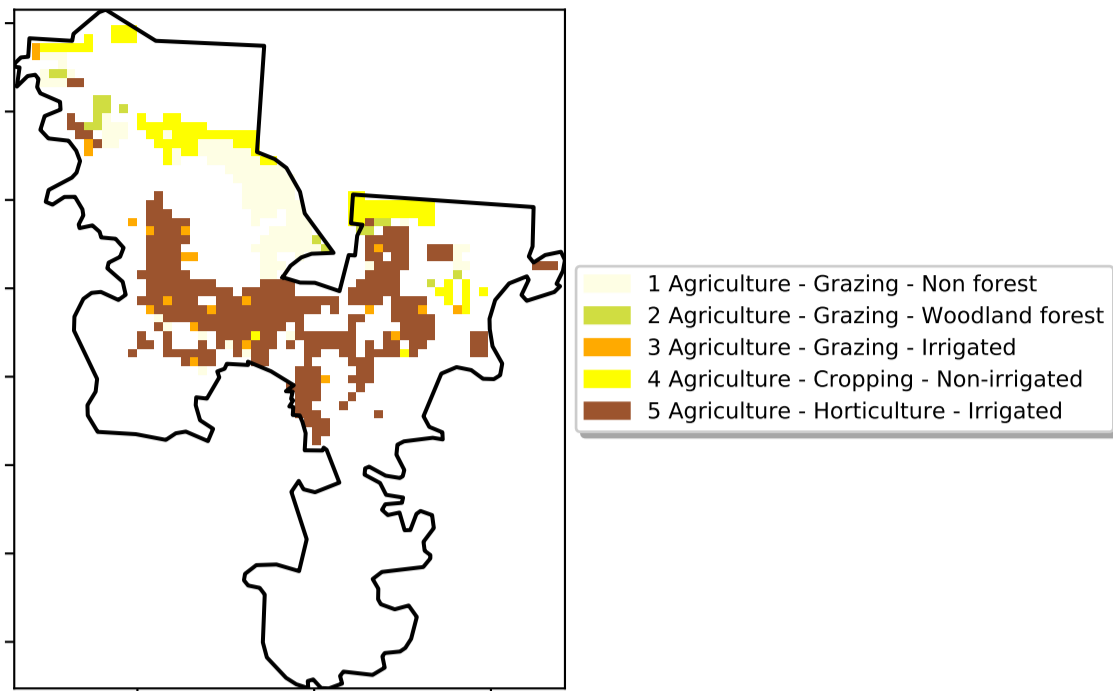 1 Agriculture - Grazing - Non forest
2 Agriculture - Grazing - Woodland forest
3 Agriculture - Grazing - Irrigated
4 Agriculture - Cropping - Non-irrigated
5 Agriculture - Horticulture - Irrigated